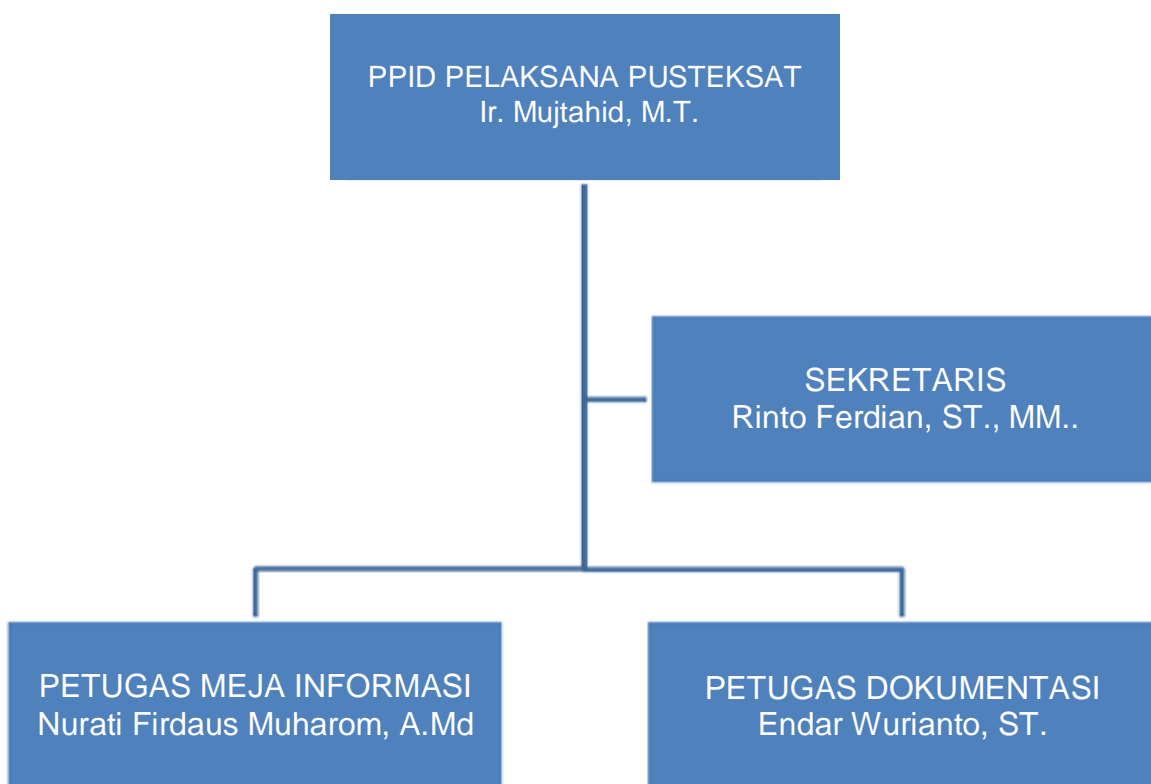 PPID PELAKSANA PUSTEKSAT
Ir. Mujtahid, M.T.
SEKRETARIS
Rinto Ferdian, ST., MM..
PETUGAS MEJA INFORMASI
Nurati Firdaus Muharom, A.Md
PETUGAS DOKUMENTASI
Endar Wurianto, ST.